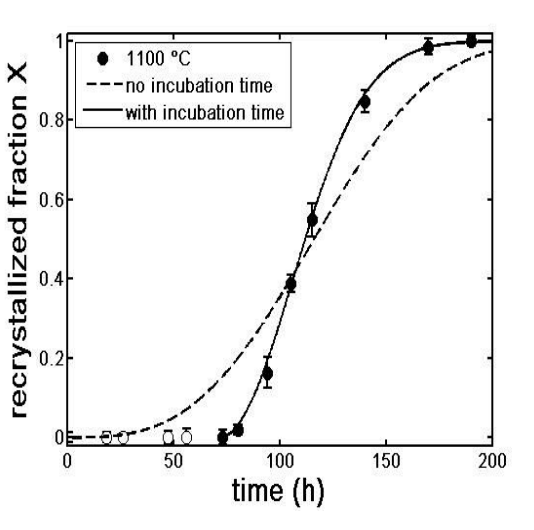 1100 °C
no incubation time
with incubation time
recrystallized fraction X
1
0.8
0.6
0.4
0.2
0
0 50 100 150 200
time (h)